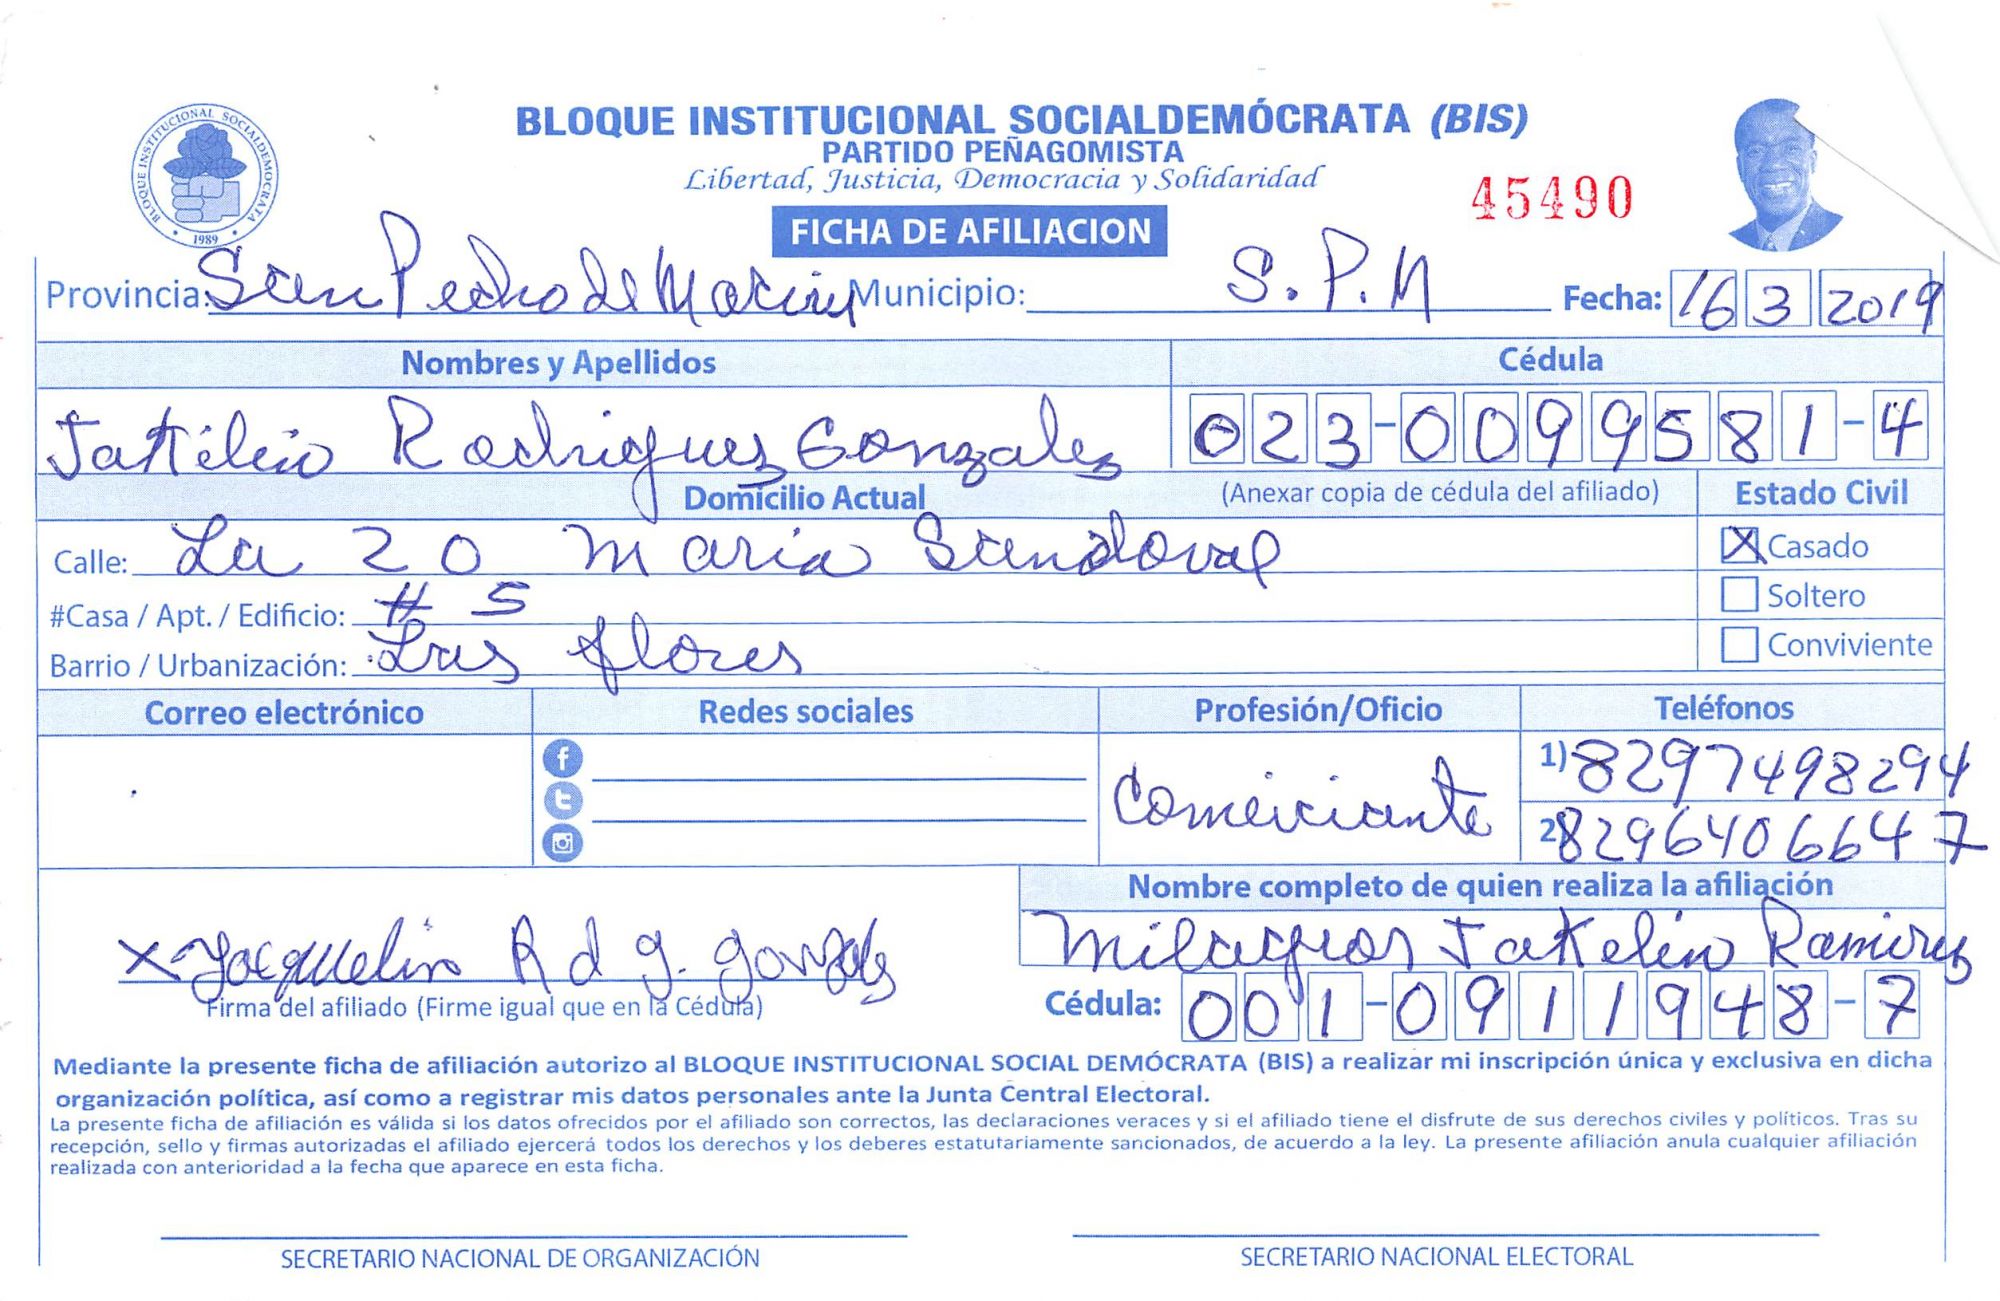 BLOQUE INSTITUCIONAL SOCIALDEMÓCRATA (BIS)
PARTIDO PEÑAGOMISTA
Libertad, Justicia, Democracia y Solidaridad
BLOQUE INSTITUCIONAL SOCIALDEMOCRATA
1989
45490
FICHA DE AFILIACION
Provincia: San Pedro de Macoris Municipio: S.P.M Fecha: 16 3 2019
Nombres y Apellidos Cédula
Jakilin Rodriguez Gonzalez 023-0099581-4
Domicilio Actual (Anexar copia de cédula del afiliado) Estado Civil
Calle: La 20 Maria Sandoval X Casado
#Casa / Apt. / Edificio: # 5 Soltero
Barrio / Urbanización: Las flores Conviviente
Correo electrónico Redes sociales Profesión/Oficio Teléfonos
Comerciante 1) 8297498294
2) 8296406647
Nombre completo de quien realiza la afiliación
X Jacquelin R d g. gonzalez Milagros Jakelin Ramirez
Firma del afiliado (Firme igual que en la Cédula) Cédula: 001-0911948-7
Mediante la presente ficha de afiliación autorizo al BLOQUE INSTITUCIONAL SOCIAL DEMÓCRATA (BIS) a realizar mi inscripción única y exclusiva en dicha
organización política, así como a registrar mis datos personales ante la Junta Central Electoral.
La presente ficha de afiliación es válida si los datos ofrecidos por el afiliado son correctos, las declaraciones veraces y si el afiliado tiene el disfrute de sus derechos civiles y políticos. Tras su
recepción, sello y firmas autorizadas el afiliado ejercerá todos los derechos y los deberes estatutariamente sancionados, de acuerdo a la ley. La presente afiliación anula cualquier afiliación
realizada con anterioridad a la fecha que aparece en esta ficha.
SECRETARIO NACIONAL DE ORGANIZACIÓN SECRETARIO NACIONAL ELECTORAL